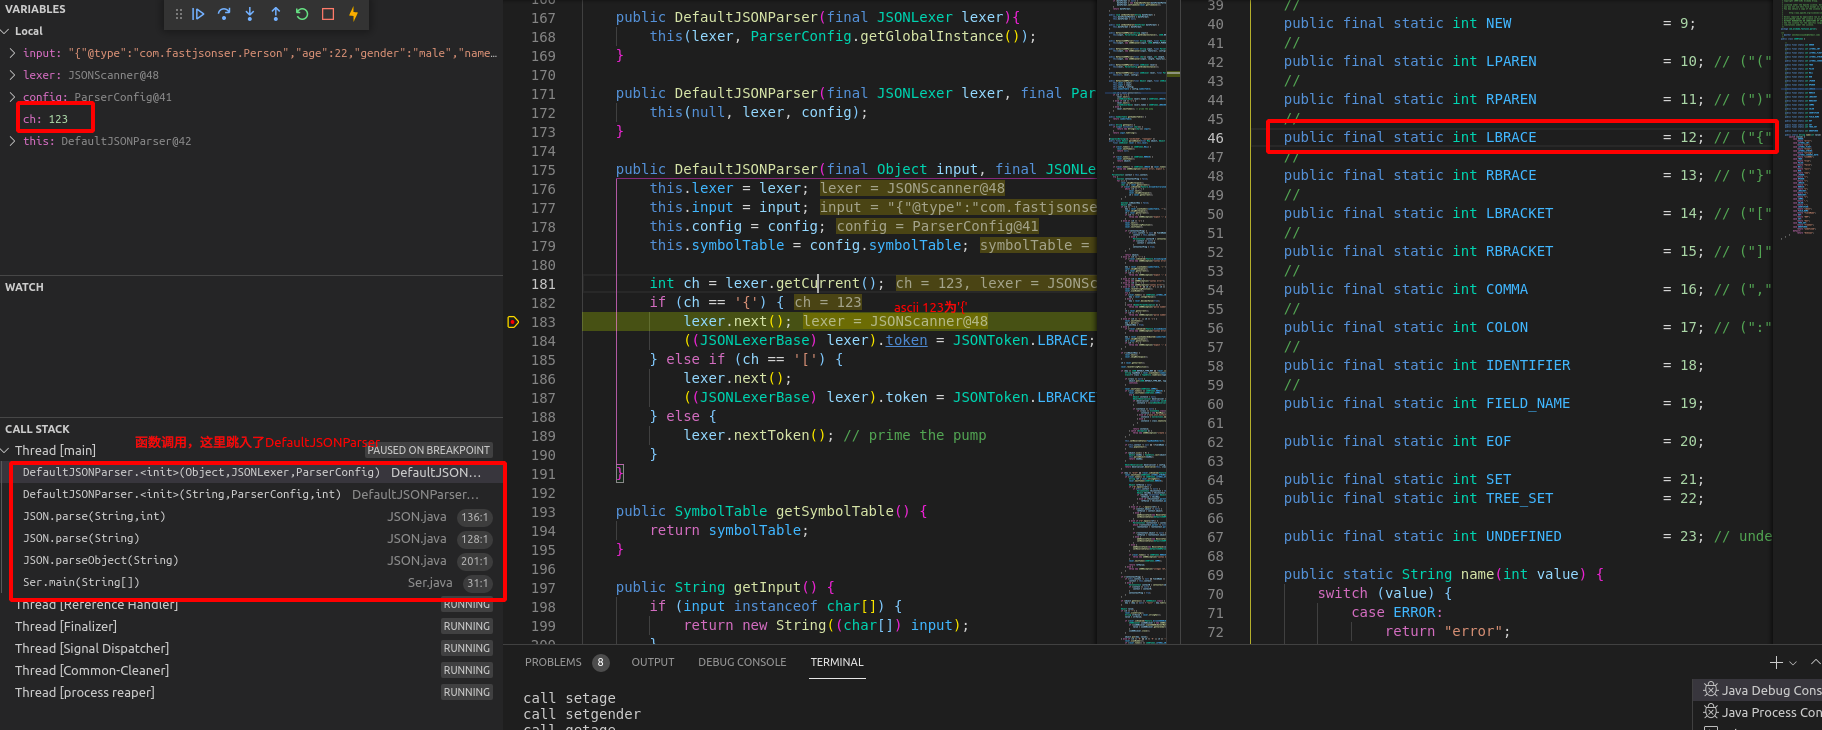 VARIABLES
Local
input: "{"@type":"com.fastjsonser.Person","age":22,"gender":"male","name…
lexer: JSONScanner@48
config: ParserConfig@41
ch: 123
this: DefaultJSONParser@42
WATCH
CALL STACK
函数调用，这里跳入了DefaultJSONParser
Thread [main] PAUSED ON BREAKPOINT
DefaultJSONParser.<init>(Object,JSONLexer,ParserConfig) DefaultJSON…
DefaultJSONParser.<init>(String,ParserConfig,int) DefaultJSONParser…
JSON.parse(String,int) JSON.java 136:1
JSON.parse(String) JSON.java 128:1
JSON.parseObject(String) JSON.java 201:1
Ser.main(String[]) Ser.java 31:1
Thread [Reference Handler] RUNNING
Thread [Finalizer] RUNNING
Thread [Signal Dispatcher] RUNNING
Thread [Common-Cleaner] RUNNING
Thread [process reaper] RUNNING
166
167 public DefaultJSONParser(final JSONLexer lexer){
168 this(lexer, ParserConfig.getGlobalInstance());
169 }
170
171 public DefaultJSONParser(final JSONLexer lexer, final Par
172 this(null, lexer, config);
173 }
174
175 public DefaultJSONParser(final Object input, final JSONLe
176 this.lexer = lexer; lexer = JSONScanner@48
177 this.input = input; input = "{"@type":"com.fastjsonse
178 this.config = config; config = ParserConfig@41
179 this.symbolTable = config.symbolTable; symbolTable =
180
181 int ch = lexer.getCurrent(); ch = 123, lexer = JSONSc
182 if (ch == '{') { ch = 123
ascii 123为'{'
183 lexer.next(); lexer = JSONScanner@48
184 ((JSONLexerBase) lexer).token = JSONToken.LBRACE;
185 } else if (ch == '[') {
186 lexer.next();
187 ((JSONLexerBase) lexer).token = JSONToken.LBRACKE
188 } else {
189 lexer.nextToken(); // prime the pump
190 }
191 }
192
193 public SymbolTable getSymbolTable() {
194 return symbolTable;
195 }
196
197 public String getInput() {
198 if (input instanceof char[]) {
199 return new String((char[]) input);
200 }
39 //
40 public final static int NEW = 9;
41 //
42 public final static int LPAREN = 10; // ("("
43 //
44 public final static int RPAREN = 11; // (")"
45 //
46 public final static int LBRACE = 12; // ("{"
47 //
48 public final static int RBRACE = 13; // ("}"
49 //
50 public final static int LBRACKET = 14; // ("["
51 //
52 public final static int RBRACKET = 15; // ("]"
53 //
54 public final static int COMMA = 16; // (","
55 //
56 public final static int COLON = 17; // (":"
57 //
58 public final static int IDENTIFIER = 18;
59 //
60 public final static int FIELD_NAME = 19;
61
62 public final static int EOF = 20;
63
64 public final static int SET = 21;
65 public final static int TREE_SET = 22;
66
67 public final static int UNDEFINED = 23; // unde
68
69 public static String name(int value) {
70 switch (value) {
71 case ERROR:
72 return "error";
PROBLEMS 8 OUTPUT DEBUG CONSOLE TERMINAL
call setage
call setgender
call getage
Java Debug Cons
Java Process Con